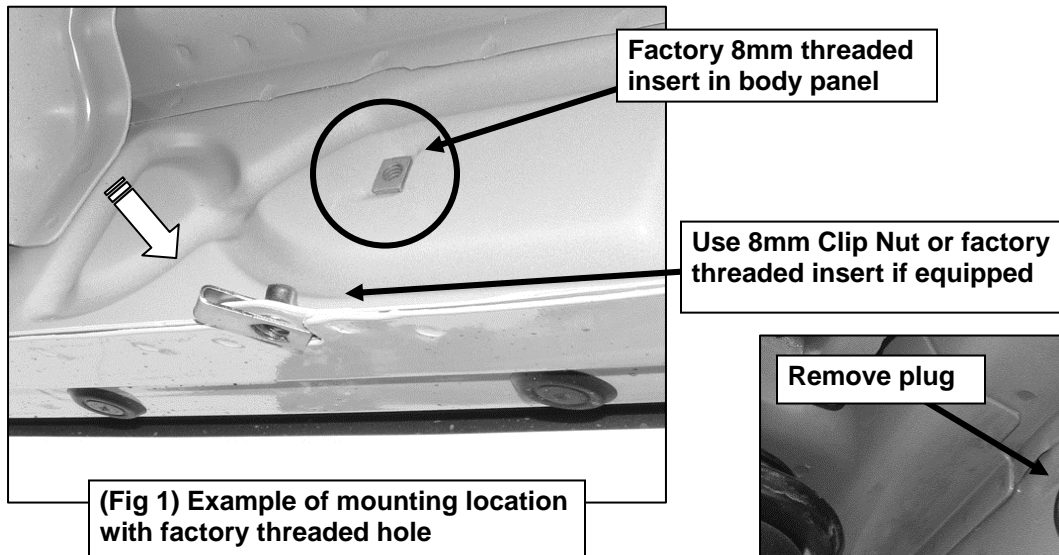 Factory 8mm threaded
insert in body panel
Use 8mm Clip Nut or factory
threaded insert if equipped
Remove plug
(Fig 1) Example of mounting location
with factory threaded hole